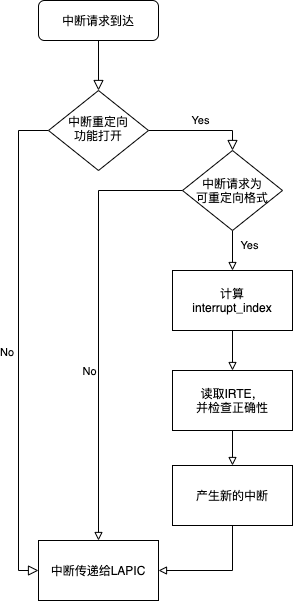 中断请求到达
中断重定向
功能打开
Yes
中断请求为
可重定向格式
Yes
计算
interrupt_index
No
No
读取IRTE，
并检查正确性
产生新的中断
中断传递给LAPIC